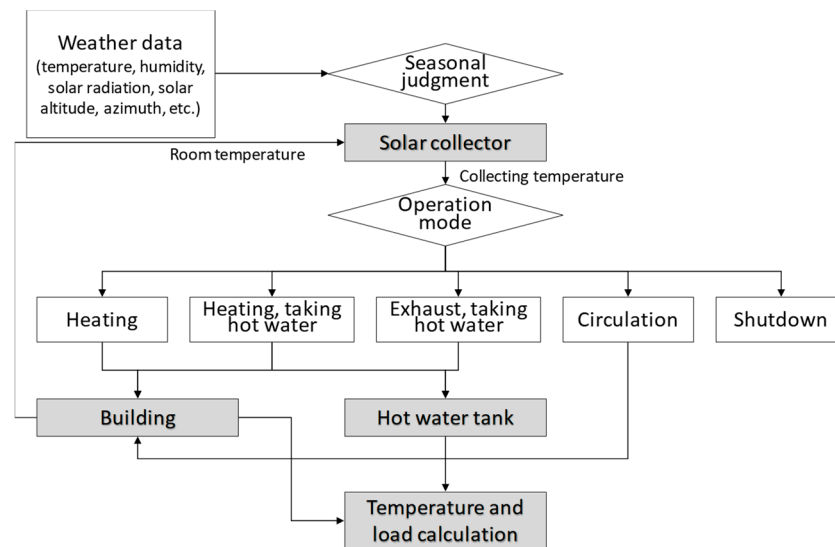 Weather data
(temperature, humidity,
solar radiation, solar
altitude, azimuth, etc.)
Seasonal
judgment
Solar collector
Room temperature
Collecting temperature
Operation
mode
Heating
Heating, taking
hot water
Exhaust, taking
hot water
Circulation
Shutdown
Building
Hot water tank
Temperature and
load calculation